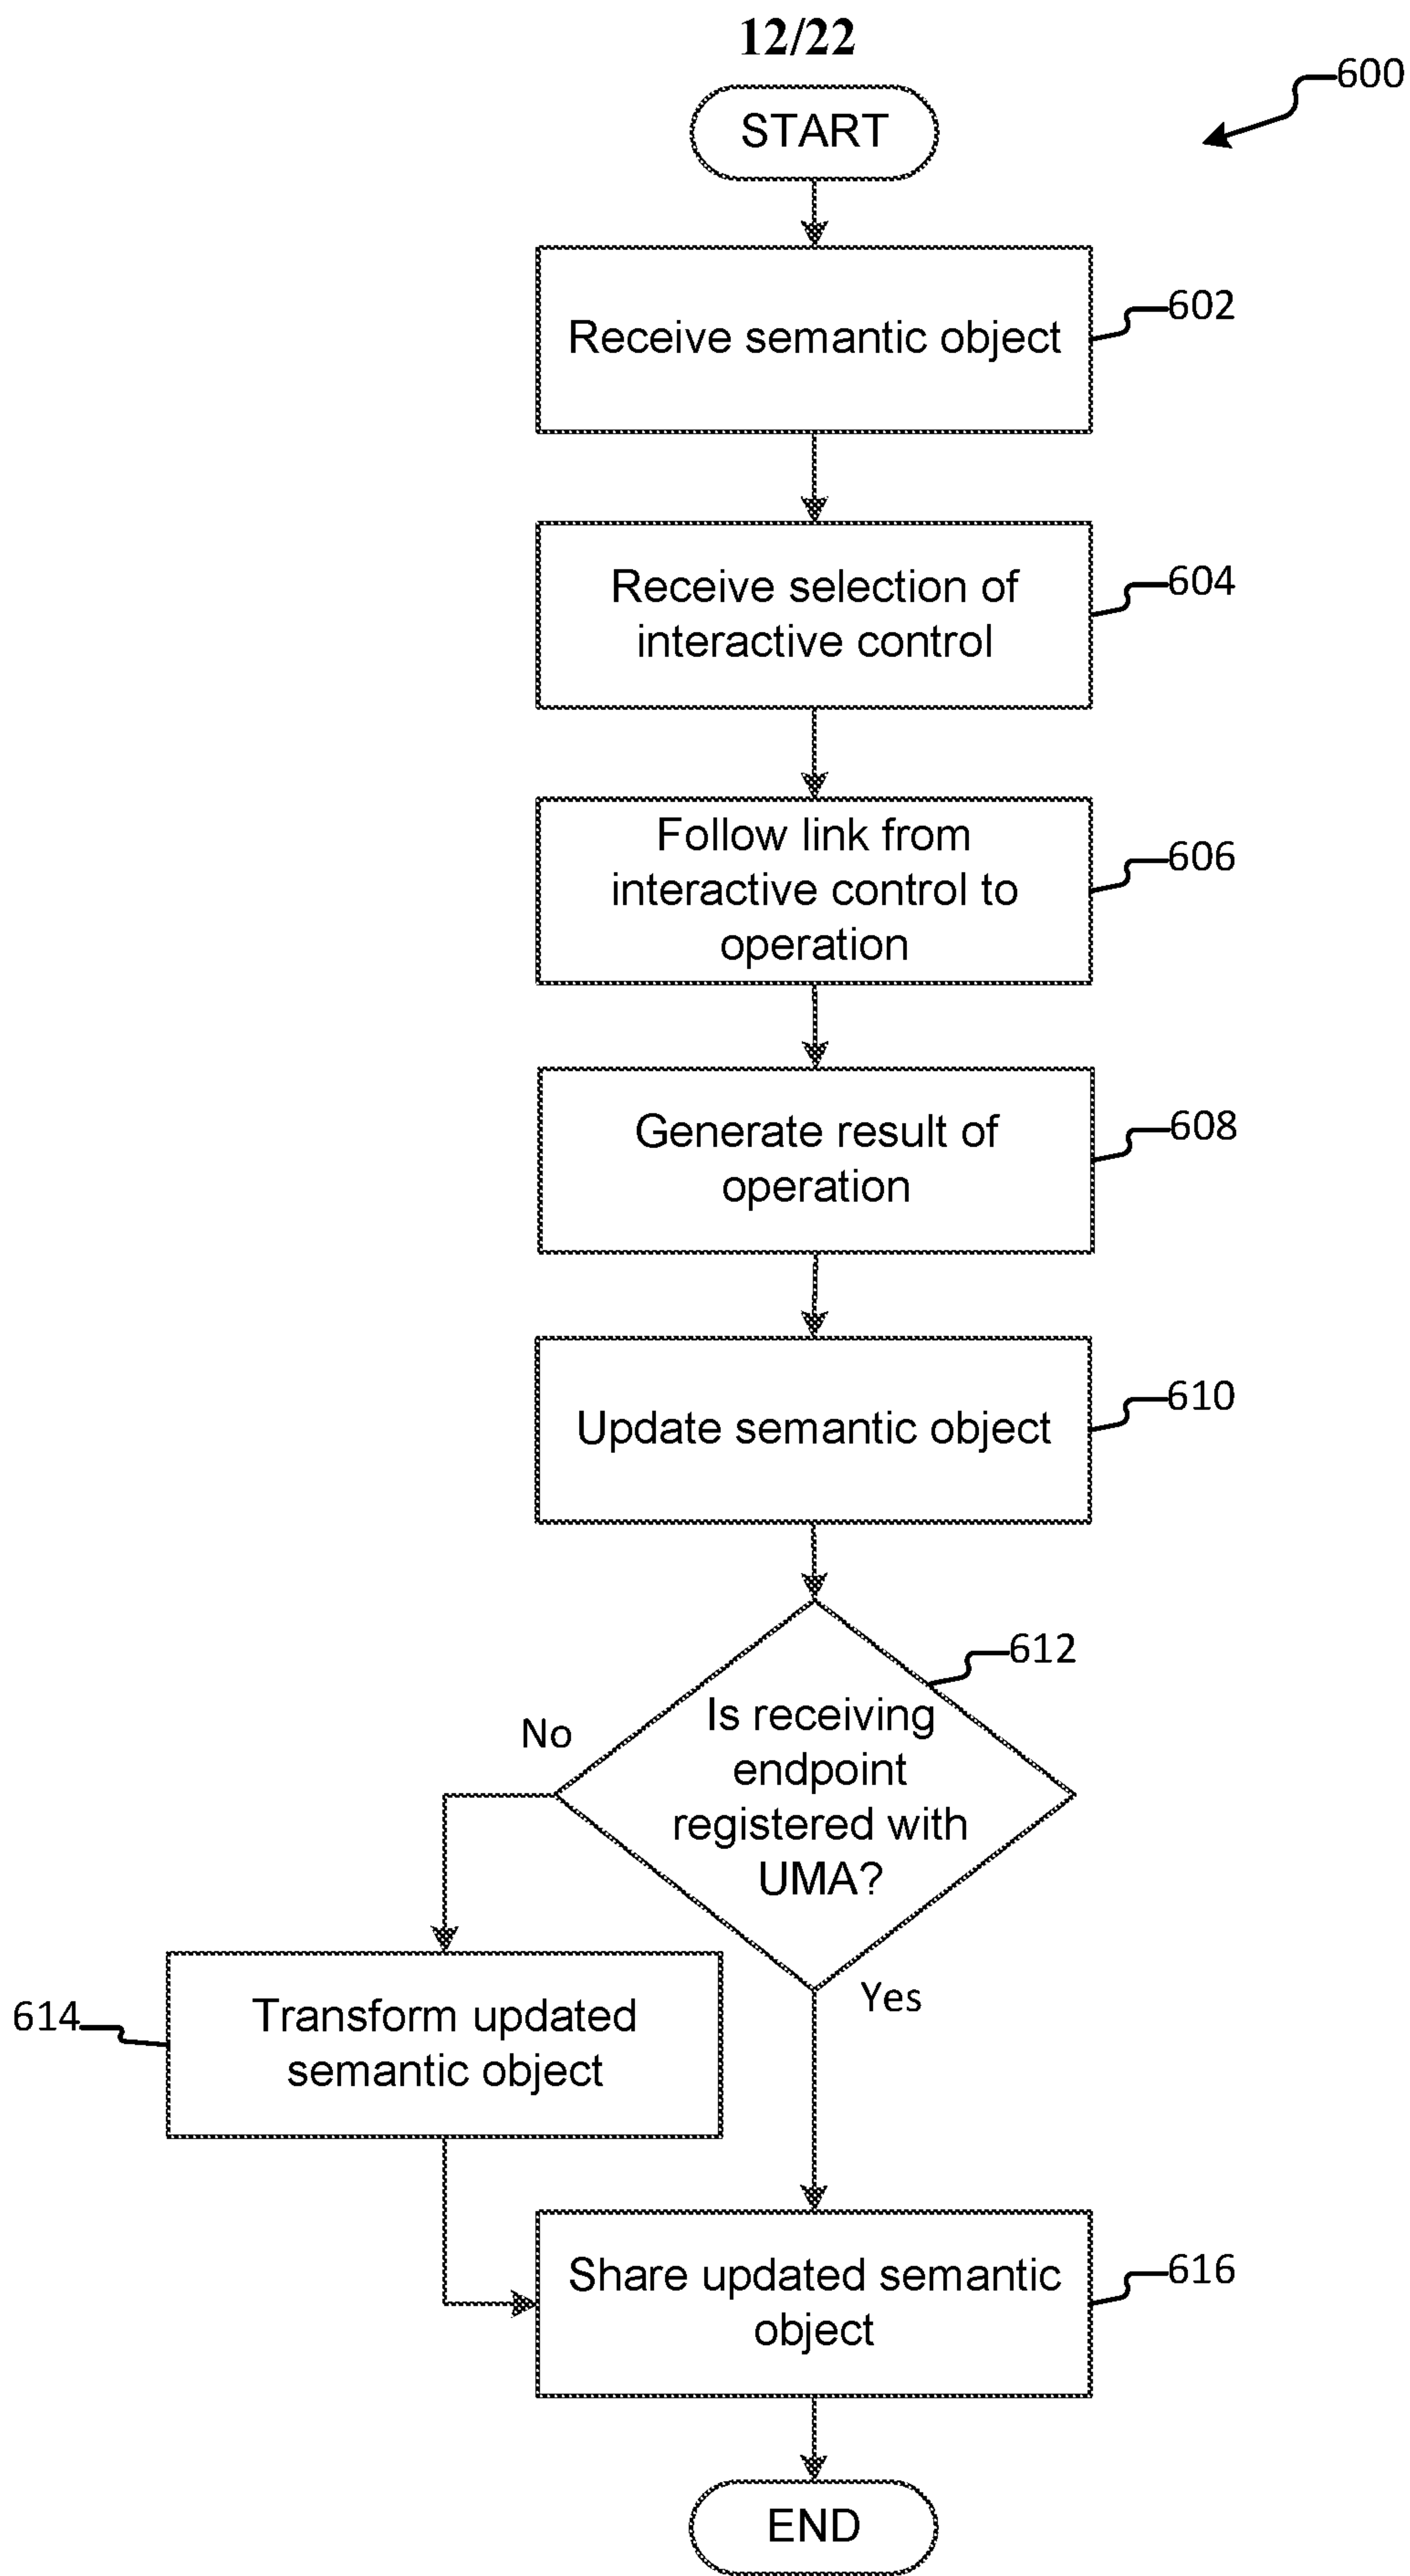 12/22
600
START
602
Receive semantic object
604
Receive selection of
interactive control
606
Follow link from
interactive control to
operation
608
Generate result of
operation
610
Update semantic object
612
Is receiving
endpoint
registered with
UMA?
No
Yes
614
Transform updated
semantic object
616
Share updated semantic
object
END